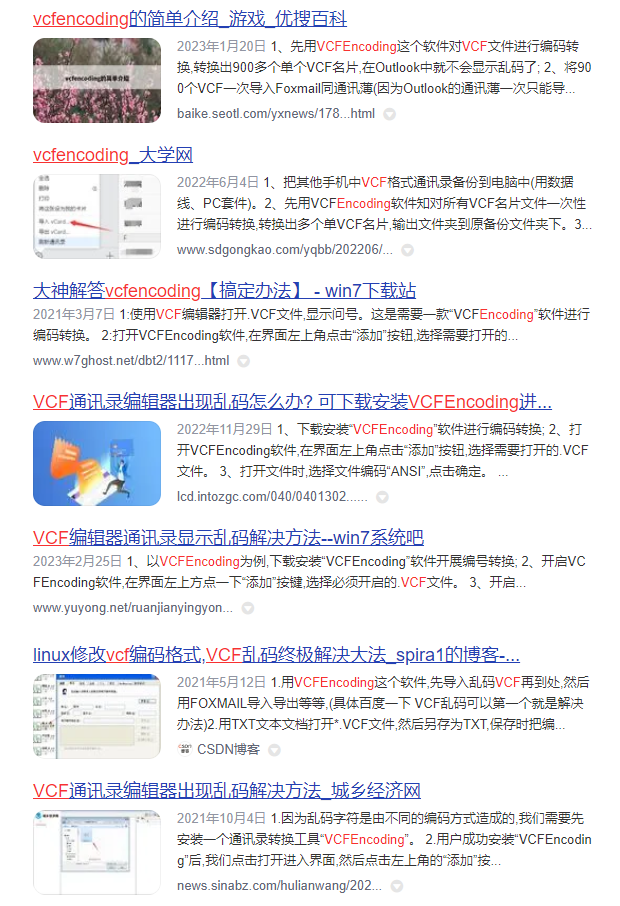 vcfencoding的简单介绍_游戏_优搜百科
vcfencoding的简单介绍
2023年1月20日 1、先用VCFEncoding这个软件对VCF文件进行编码转
换,转换出900多个单个VCF名片,在Outlook中就不会显示乱码了; 2、将90
0个VCF一次导入Foxmail同通讯薄(因为Outlook的通讯薄一次只能导...
baike.seotl.com/yxnews/178...html
vcfencoding_大学网
2022年6月4日 1、把其他手机中VCF格式通讯录备份到电脑中(用数据
线、PC套件)。2、先用VCFEncoding软件知对所有VCF名片文件一次性
进行编码转换,转换出多个单VCF名片,输出文件夹到原备份文件夹下。3...
www.sdgongkao.com/yqbb/202206/...
大神解答vcfencoding【搞定办法】 - win7下载站
2021年3月7日 1:使用VCF编辑器打开.VCF文件,显示问号。这是需要一款“VCFEncoding”软件进行
编码转换。 2:打开VCFEncoding软件,在界面左上角点击“添加”按钮,选择需要打开的...
www.w7ghost.net/dbt2/1117...html
VCF通讯录编辑器出现乱码怎么办? 可下载安装VCFEncoding进...
2022年11月29日 1、下载安装“VCFEncoding”软件进行编码转换; 2、打
开VCFEncoding软件,在界面左上角点击“添加”按钮,选择需要打开的.VCF
文件。 3、打开文件时,选择文件编码“ANSI”,点击确定。 ...
lcd.intozgc.com/040/0401302......
VCF编辑器通讯录显示乱码解决方法--win7系统吧
2023年2月25日 1、以VCFEncoding为例,下载安装“VCFEncoding”软件开展编号转换; 2、开启VC
FEncoding软件,在界面左上方点一下“添加”按键,选择必须开启的.VCF文件。 3、开启...
www.yuyong.net/ruanjianyingyon...
linux修改vcf编码格式,VCF乱码终极解决大法_spira1的博客-...
2021年5月12日 1.用VCFEncoding这个软件,先导入乱码VCF再到处,然后
用FOXMAIL导入导出等等,(具体百度一下 VCF乱码可以第一个就是解决
办法)2.用TXT文本文档打开*.VCF文件,然后另存为TXT,保存时把编...
CSDN博客
VCF通讯录编辑器出现乱码解决方法_城乡经济网
2021年10月4日 1.因为乱码字符是由不同的编码方式造成的,我们需要先
安装一个通讯录转换工具“VCFEncoding”。 2.用户成功安装“VCFEncodin
g”后,我们点击打开进入界面,然后点击左上角的“添加”按...
news.sinabz.com/hulianwang/202...